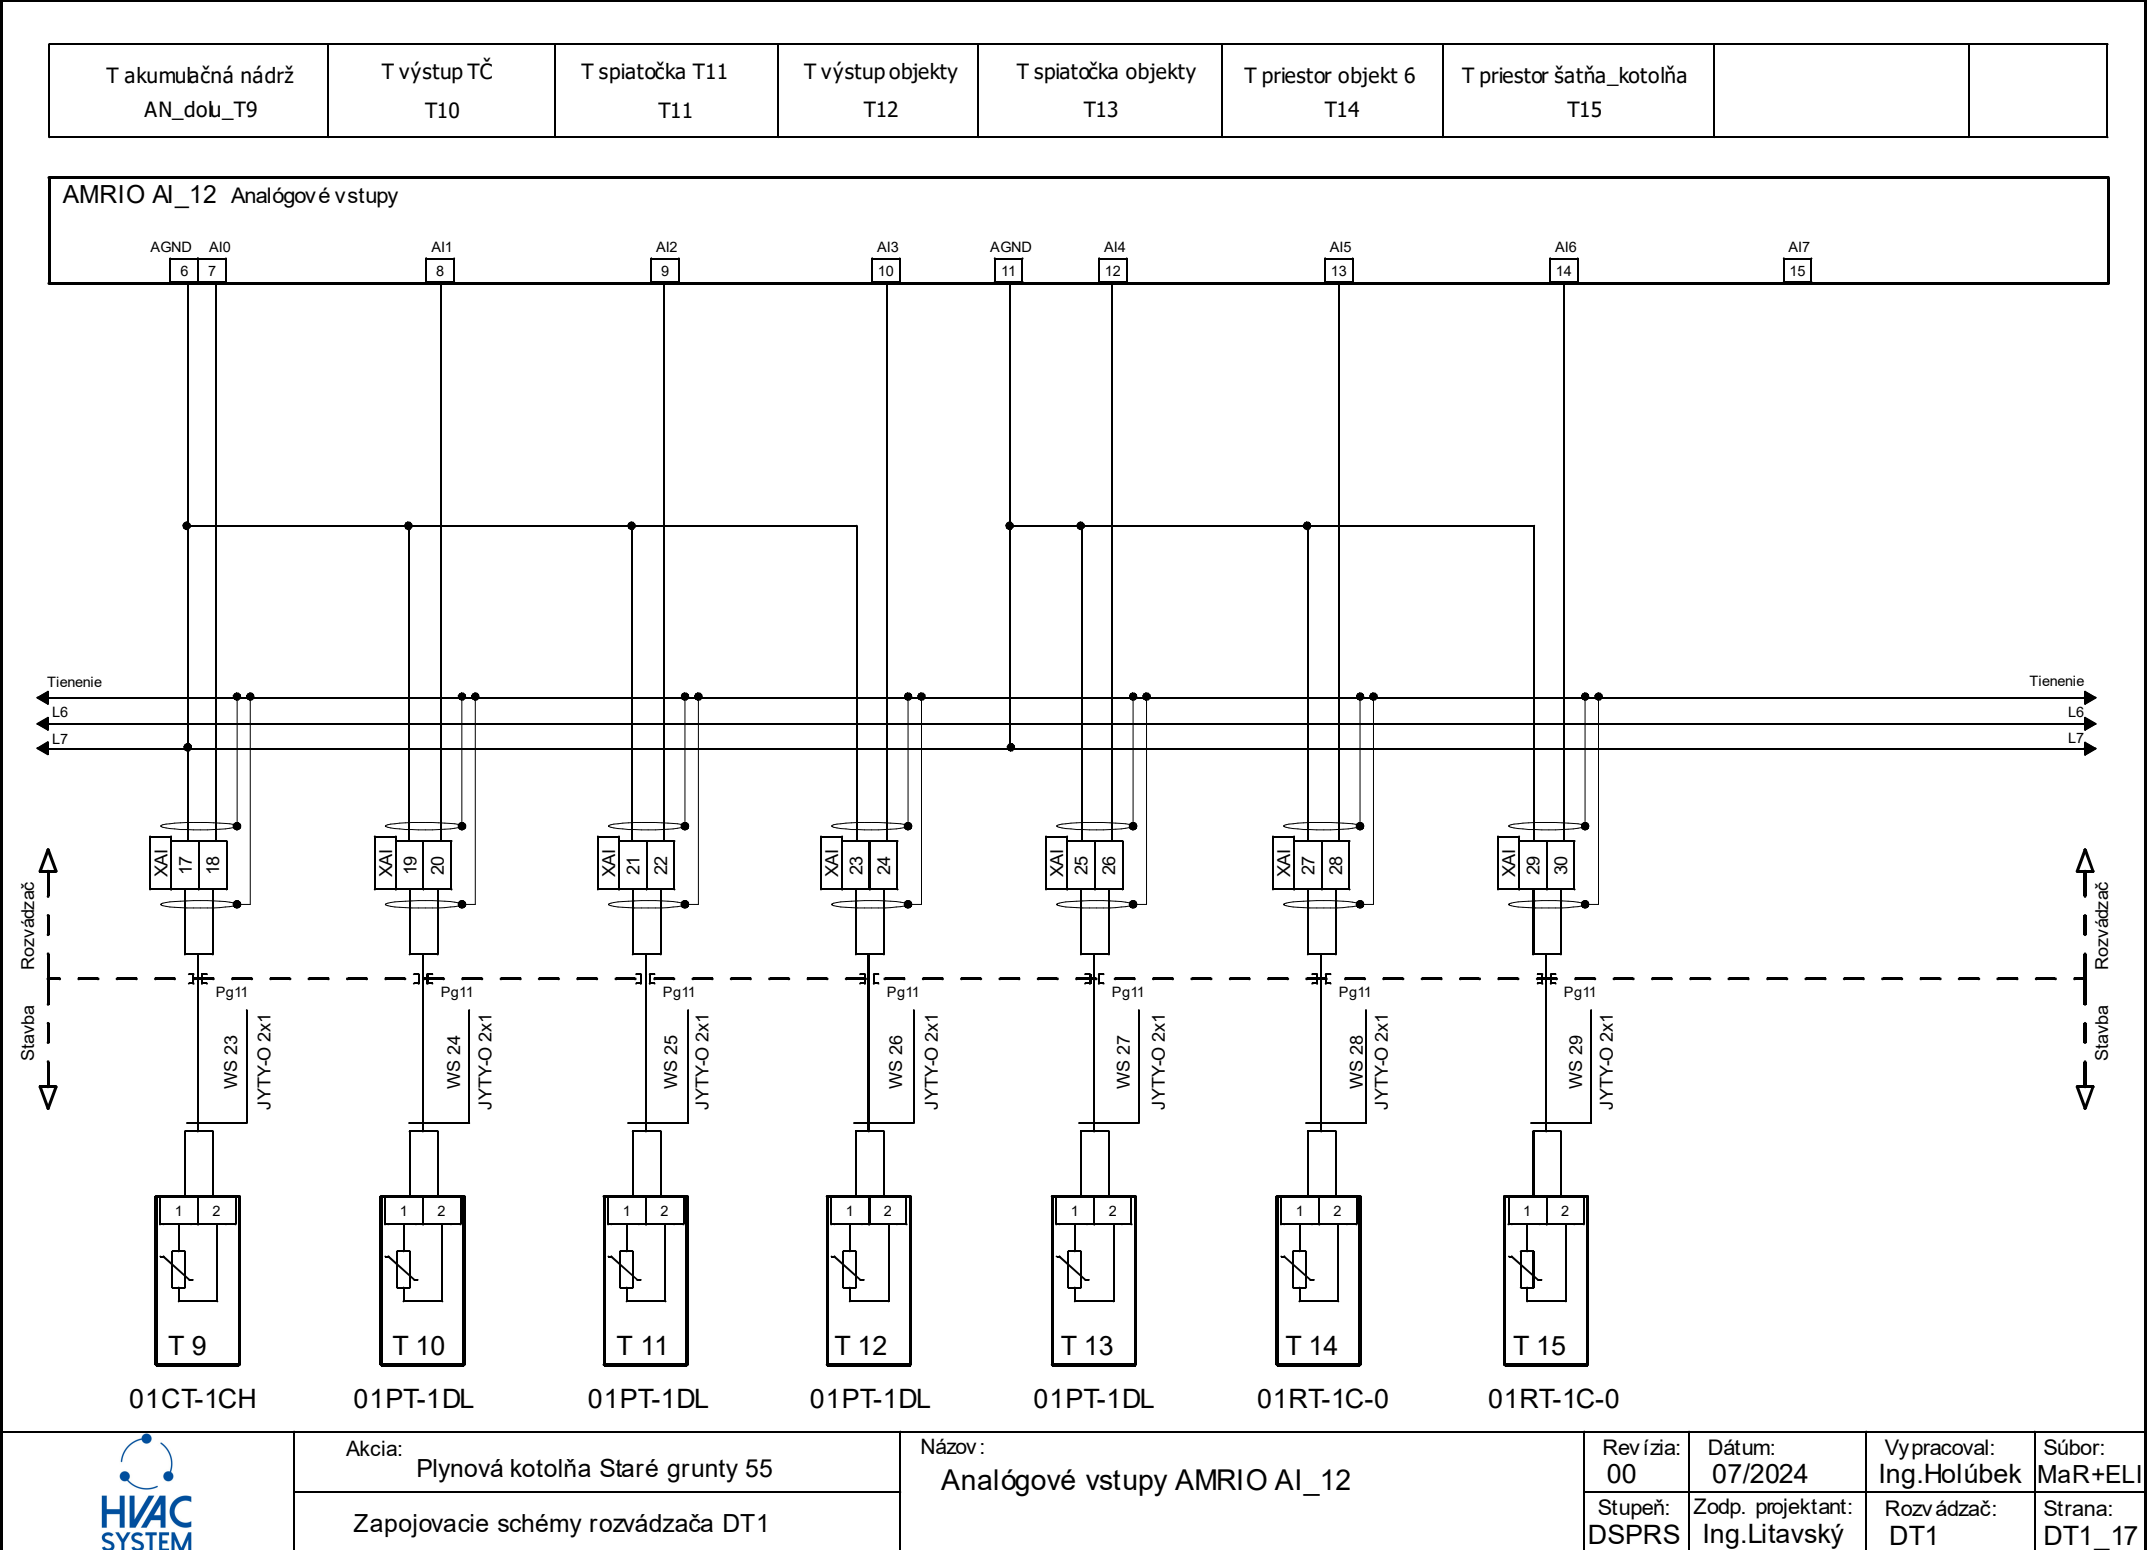 T akumulačná nádrž
AN_dolu_T9
T výstup TČ
T10
T spiatočka T11
T11
T výstup objekty
T12
T spiatočka objekty
T13
T priestor objekt 6
T14
T priestor šatňa_kotolňa
T15
AMRIO AI_12 Analógové vstupy
AGND AI0 AI1 AI2 AI3 AGND AI4 AI5 AI6 AI7
6 7 8 9 10 11 12 13 14 15
Tienenie Tienenie
L6 L6
L7 L7
XAI 17 18 XAI 19 20 XAI 21 22 XAI 23 24 XAI 25 26 XAI 27 28 XAI 29 30
Rozvádzač Rozvádzač
Pg11 Pg11 Pg11 Pg11 Pg11 Pg11 Pg11
Stavba Stavba
WS 23
JYTY-O 2x1
WS 24
JYTY-O 2x1
WS 25
JYTY-O 2x1
WS 26
JYTY-O 2x1
WS 27
JYTY-O 2x1
WS 28
JYTY-O 2x1
WS 29
JYTY-O 2x1
1 2 1 2 1 2 1 2 1 2 1 2 1 2
T 9 T 10 T 11 T 12 T 13 T 14 T 15
01CT-1CH 01PT-1DL 01PT-1DL 01PT-1DL 01PT-1DL 01RT-1C-0 01RT-1C-0
HVAC
SYSTEM
Akcia:
Plynová kotolňa Staré grunty 55
Zapojovacie schémy rozvádzača DT1
Názov:
Analógové vstupy AMRIO AI_12
Revízia:
00
Dátum:
07/2024
Vypracoval:
Ing.Holúbek
Súbor:
MaR+ELI
Stupeň:
DSPRS
Zodp. projektant:
Ing.Litavský
Rozvádzač:
DT1
Strana:
DT1_17